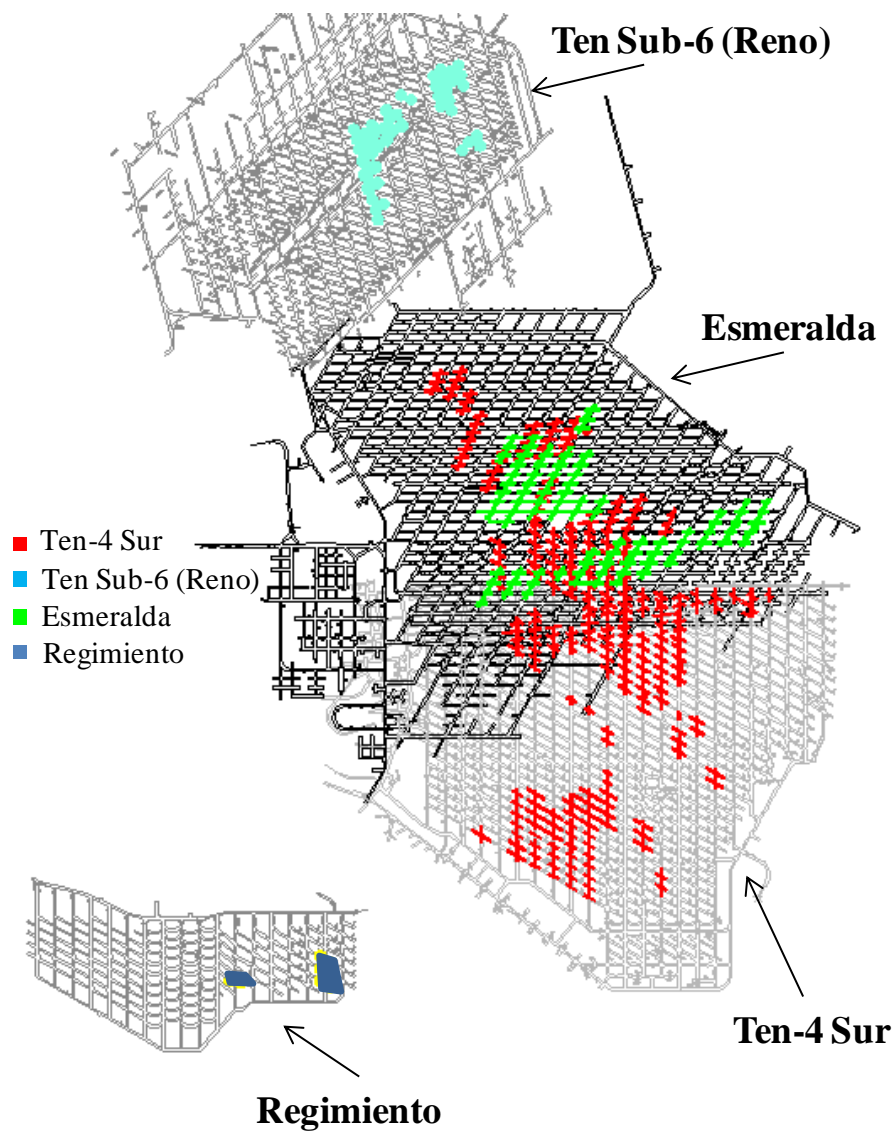 Ten Sub-6 (Reno)
Esmeralda
Ten-4 Sur
Ten Sub-6 (Reno)
Esmeralda
Regimiento
Ten-4 Sur
Regimiento